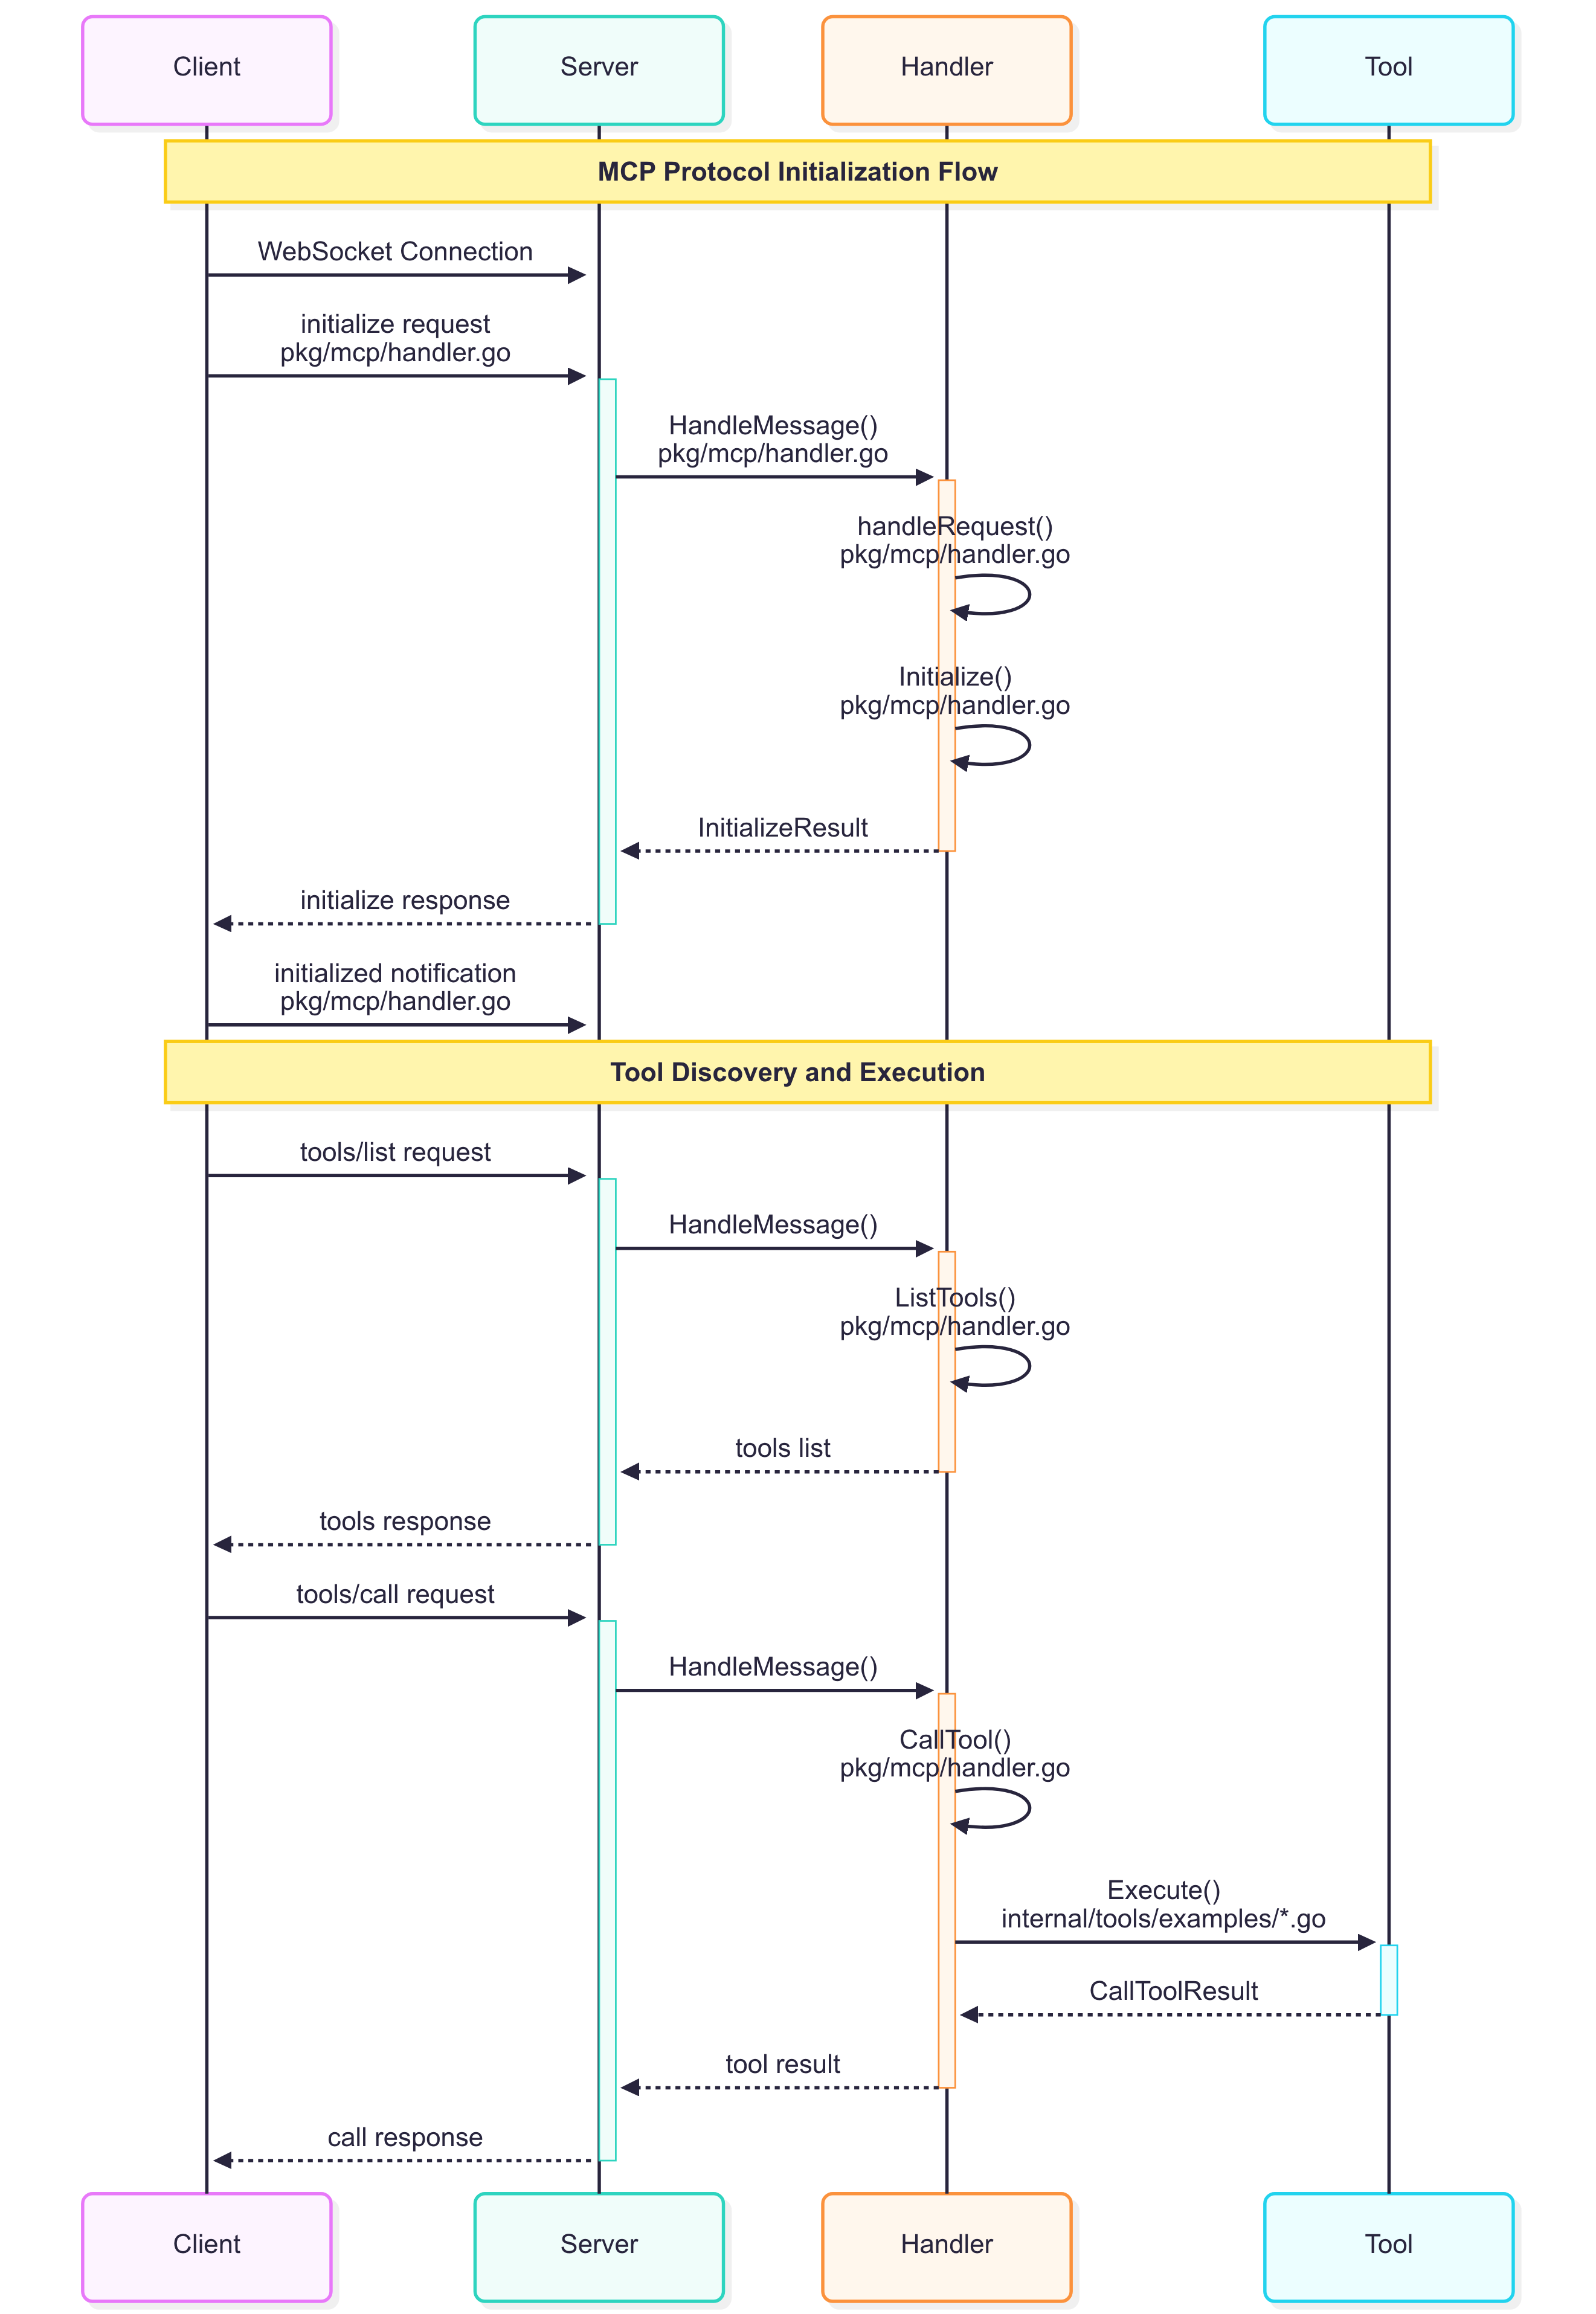 Client
Server
Handler
Tool
MCP Protocol Initialization Flow
WebSocket Connection
initialize request
pkg/mcp/handler.go
HandleMessage()
pkg/mcp/handler.go
handleRequest()
pkg/mcp/handler.go
Initialize()
pkg/mcp/handler.go
InitializeResult
initialize response
initialized notification
pkg/mcp/handler.go
Tool Discovery and Execution
tools/list request
HandleMessage()
ListTools()
pkg/mcp/handler.go
tools list
tools response
tools/call request
HandleMessage()
CallTool()
pkg/mcp/handler.go
Execute()
internal/tools/examples/*.go
CallToolResult
tool result
call response
Client
Server
Handler
Tool